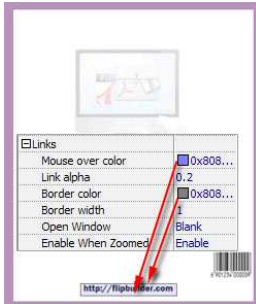 Links
Mouse over color 0x808...
Link alpha 0.2
Border color 0x808...
Border width 1
Open Window Blank
Enable When Zoomed Enable
http://flipbuilder.com